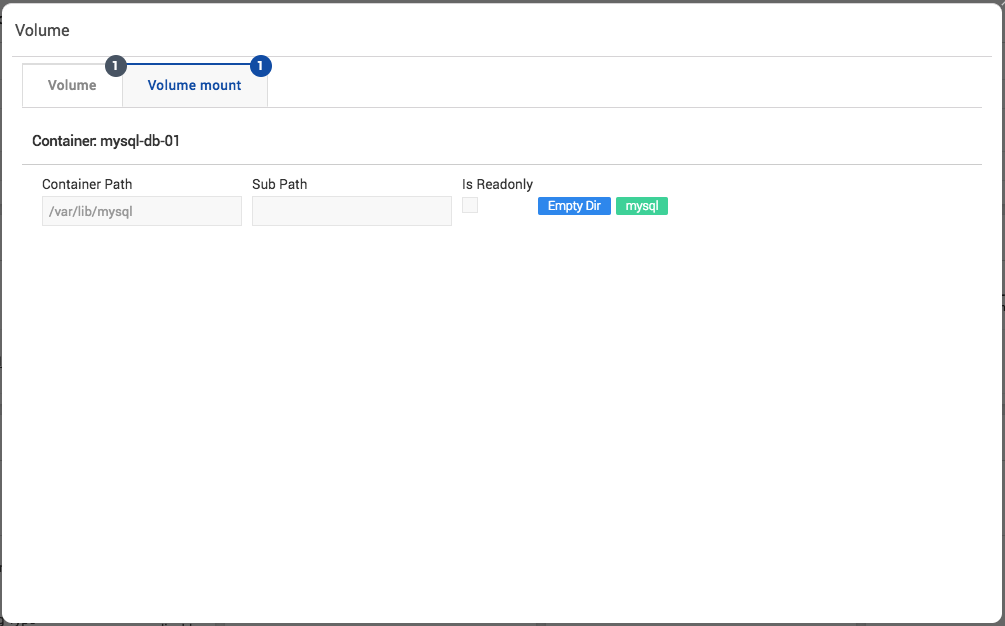 Volume
1
1
Volume
Volume mount
Container: mysql-db-01
Container Path
Sub Path
Is Readonly
/var/lib/mysql
Empty Dir
mysql